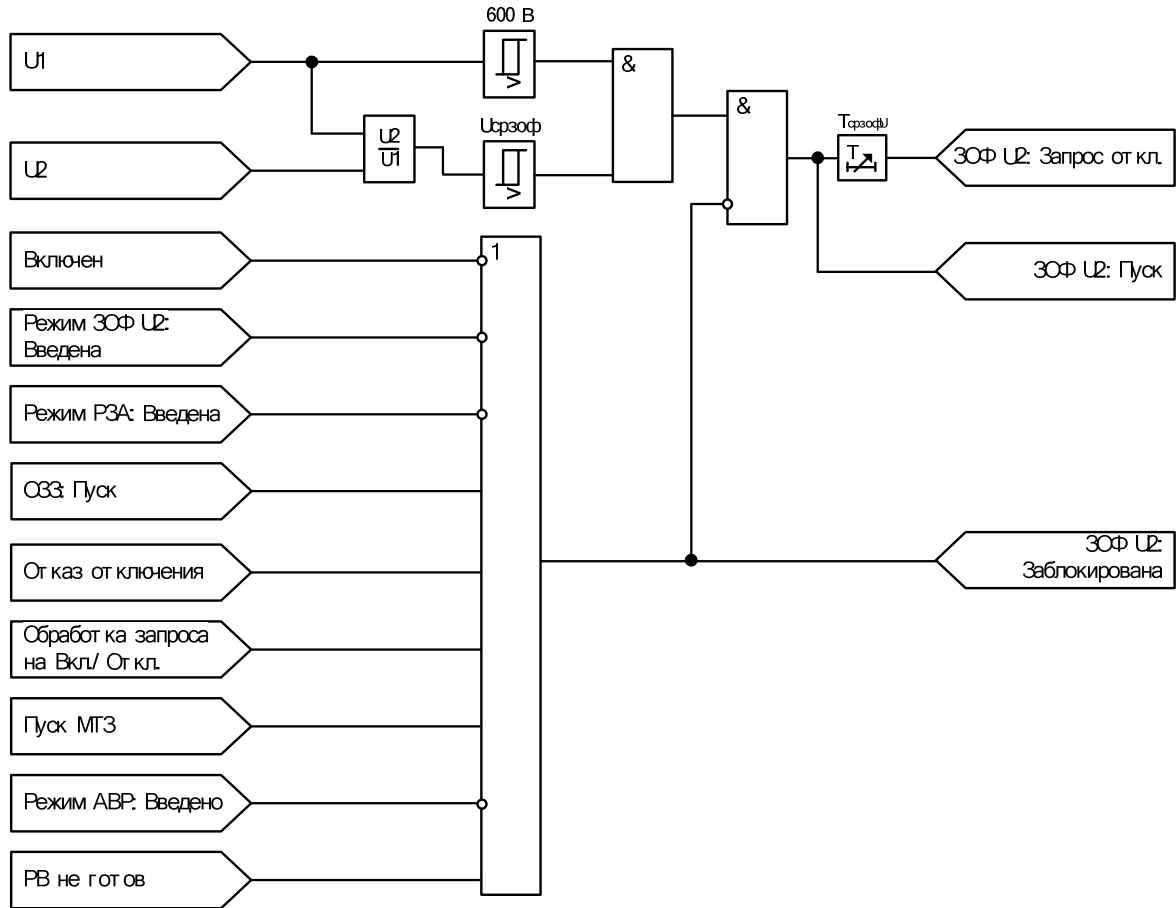 600 В
U1
&
&
Uсрзоф
Tсрзофu
U2
U1
T
U2
ЗОФ U2: Запрос откл.
Включен
1
ЗОФ U2: Пуск
Режим ЗОФ U2:
Введена
Режим РЗА: Введена
ОЗЗ: Пуск
Отказ отключения
ЗОФ U2:
Заблокирована
Обработка запроса
на Вкл./ Откл.
Пуск МТЗ
Режим АВР: Введено
РВ не готов